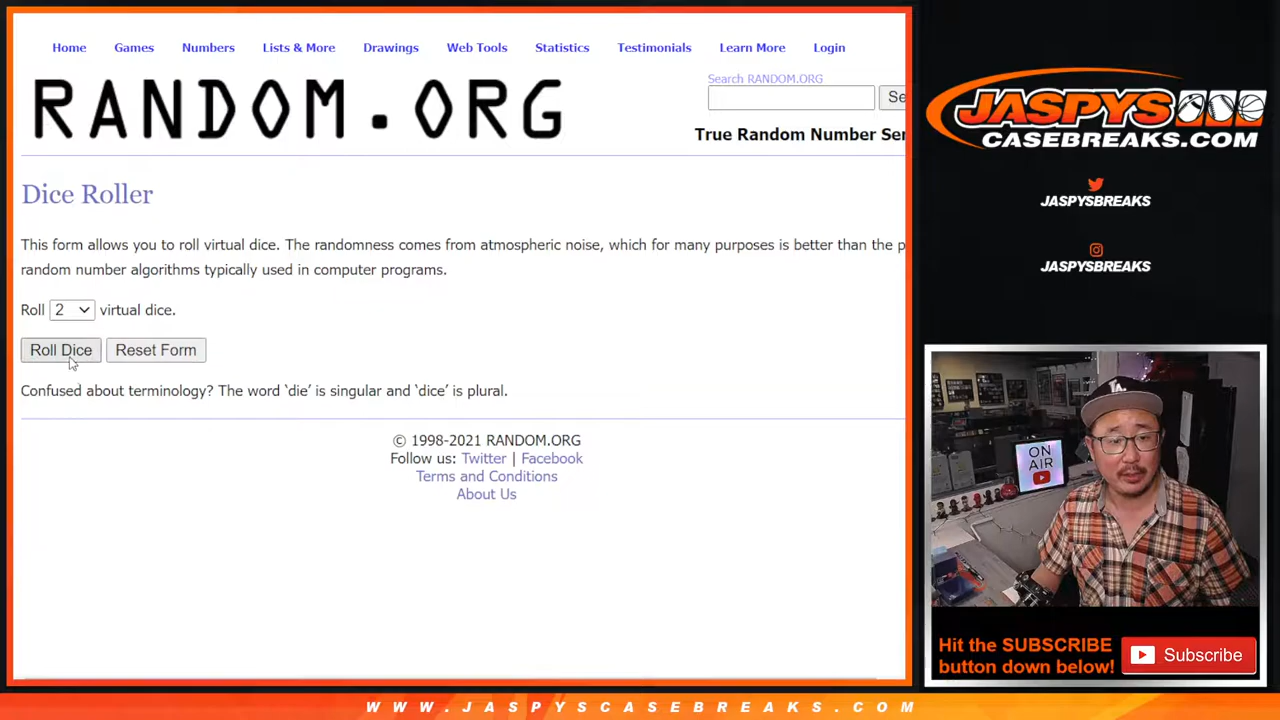 Home Games Numbers Lists & More Drawings Web Tools Statistics Testimonials Learn More Login
RANDOM.ORG
Search RANDOM.ORG
Se
True Random Number Ser
Dice Roller
This form allows you to roll virtual dice. The randomness comes from atmospheric noise, which for many purposes is better than the p
random number algorithms typically used in computer programs.
Roll 2 virtual dice.
Roll Dice Reset Form
Confused about terminology? The word ‘die’ is singular and ‘dice’ is plural.
© 1998-2021 RANDOM.ORG
Follow us: Twitter | Facebook
Terms and Conditions
About Us
JASPYS
CASEBREAKS.COM
JASPYSBREAKS
JASPYSBREAKS
ON
AIR
LA
Hit the SUBSCRIBE
button down below!
Subscribe
WWW.JASPYSCASEBREAKS.COM